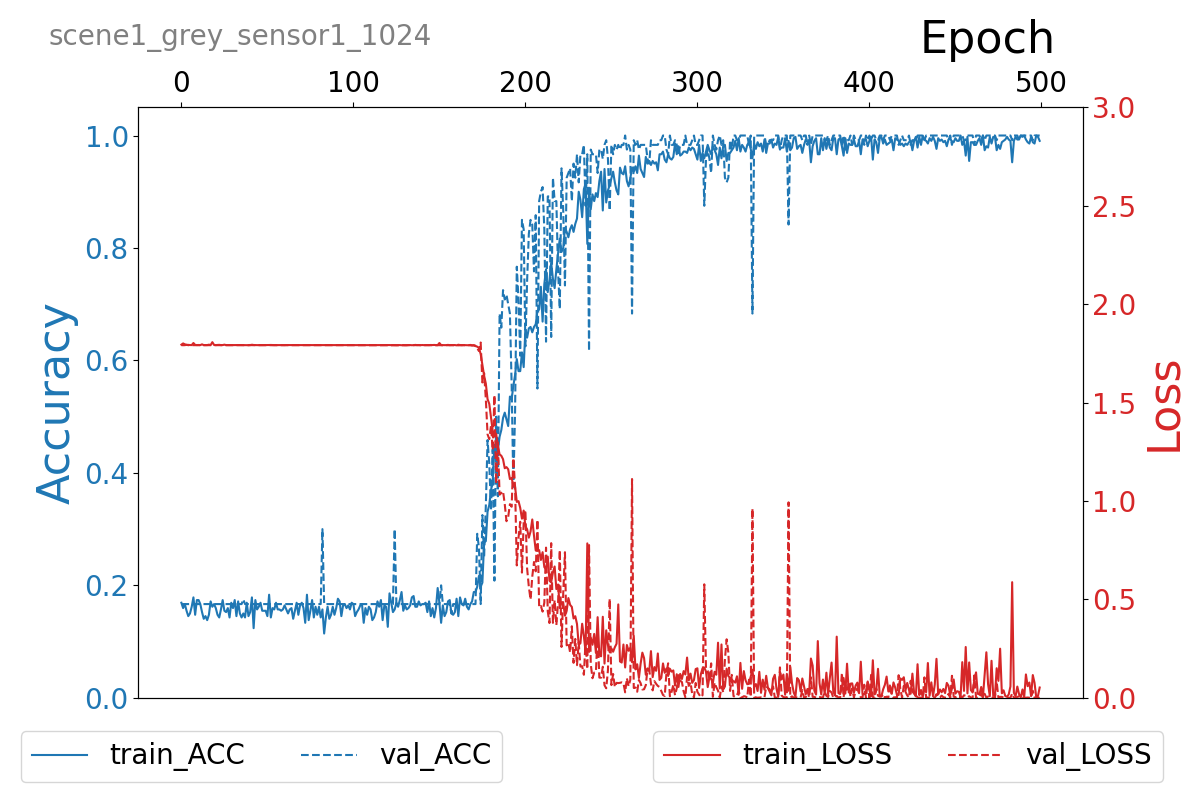 scene1_grey_sensor1_1024
Epoch
0 100 200 300 400 500
Accuracy
1.0
0.8
0.6
0.4
0.2
0.0
Loss
3.0
2.5
2.0
1.5
1.0
0.5
0.0
train_ACC val_ACC
train_LOSS val_LOSS